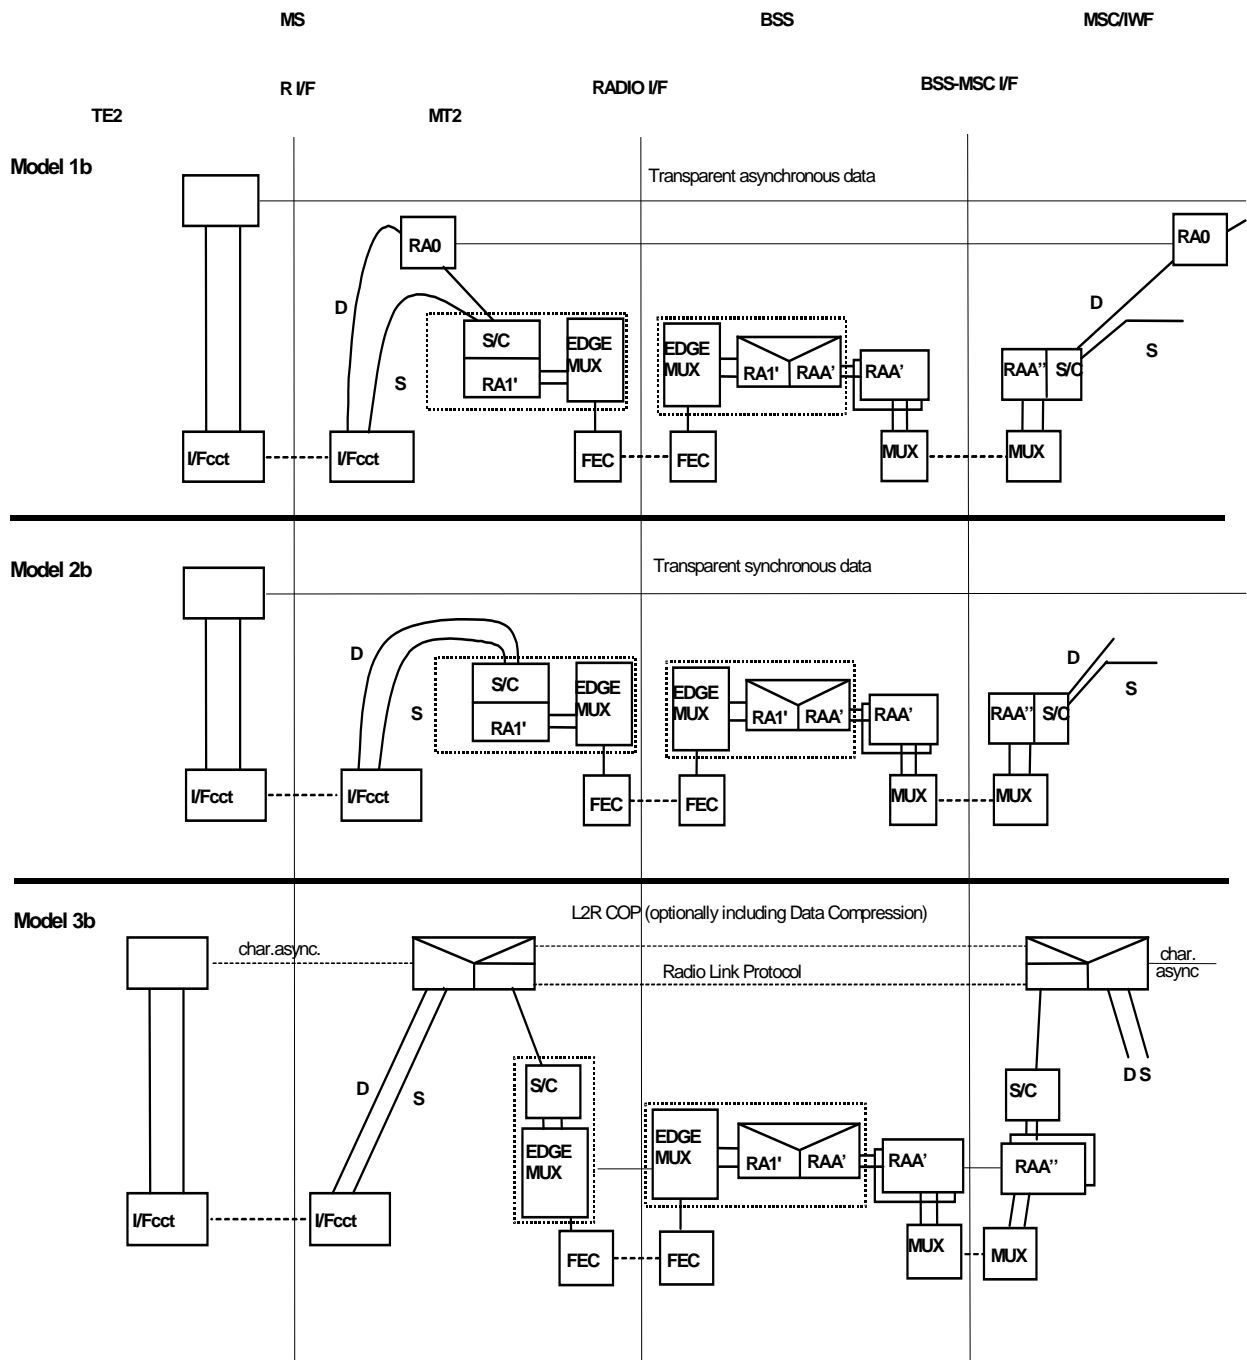 MS BSS MSC/IWF
R I/F RADIO I/F BSS-MSC I/F
TE2 MT2
Model 1b
Transparent asynchronous data
RA0 RA0
D D
S/C EDGE MUX EDGE MUX S
S RA1' RA1' RAA' RAA' RAA'' S/C
I/Fcct I/Fcct FEC FEC MUX MUX
Model 2b
Transparent synchronous data
D D
S/C EDGE MUX EDGE MUX S
S RA1' RA1' RAA' RAA' RAA'' S/C
I/Fcct I/Fcct FEC FEC MUX MUX
Model 3b
L2R COP (optionally including Data Compression)
char.async. char.
Radio Link Protocol async
D S S/C D S
S/C
EDGE MUX EDGE MUX RA1' RAA' RAA' RAA''
I/Fcct I/Fcct
FEC FEC MUX MUX